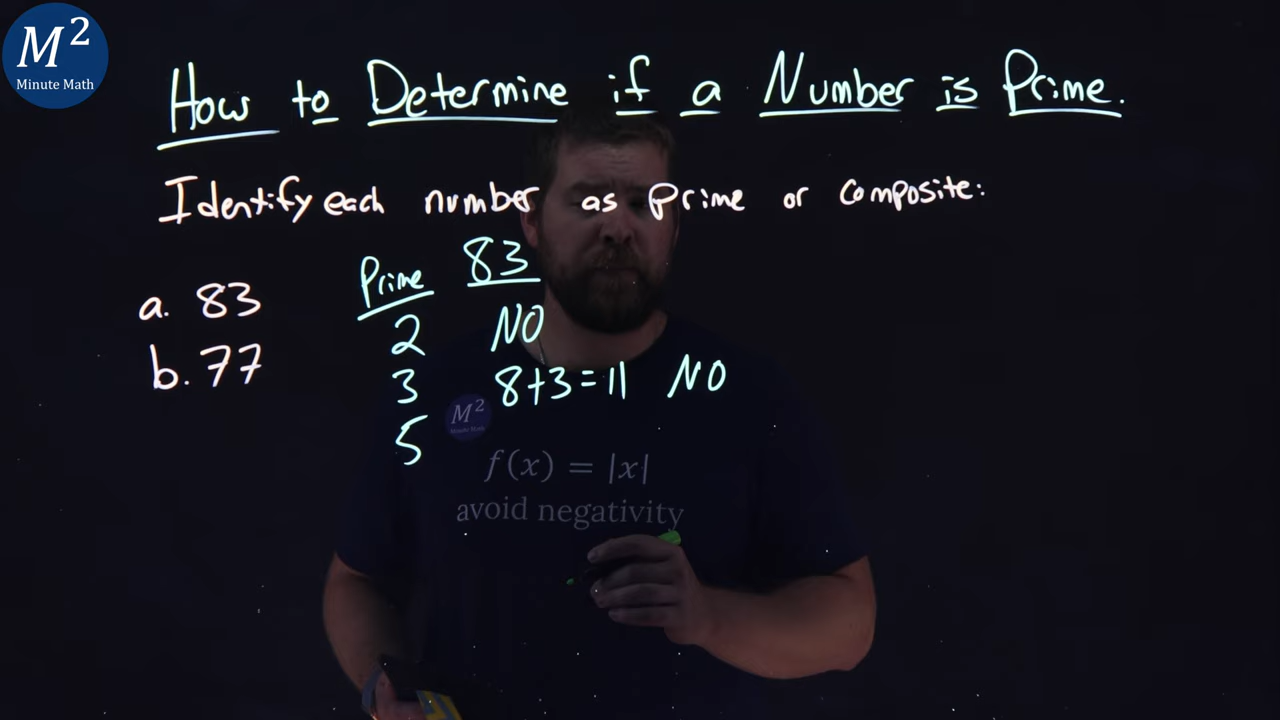 M²
Minute Math
How to Determine if a Number is Prime.
Identify each number as prime or composite:
a. 83
b. 77
Prime 83
2 NO
3 8+3=11 NO
5
M²
Minute Math
f(x) = |x|
avoid negativity